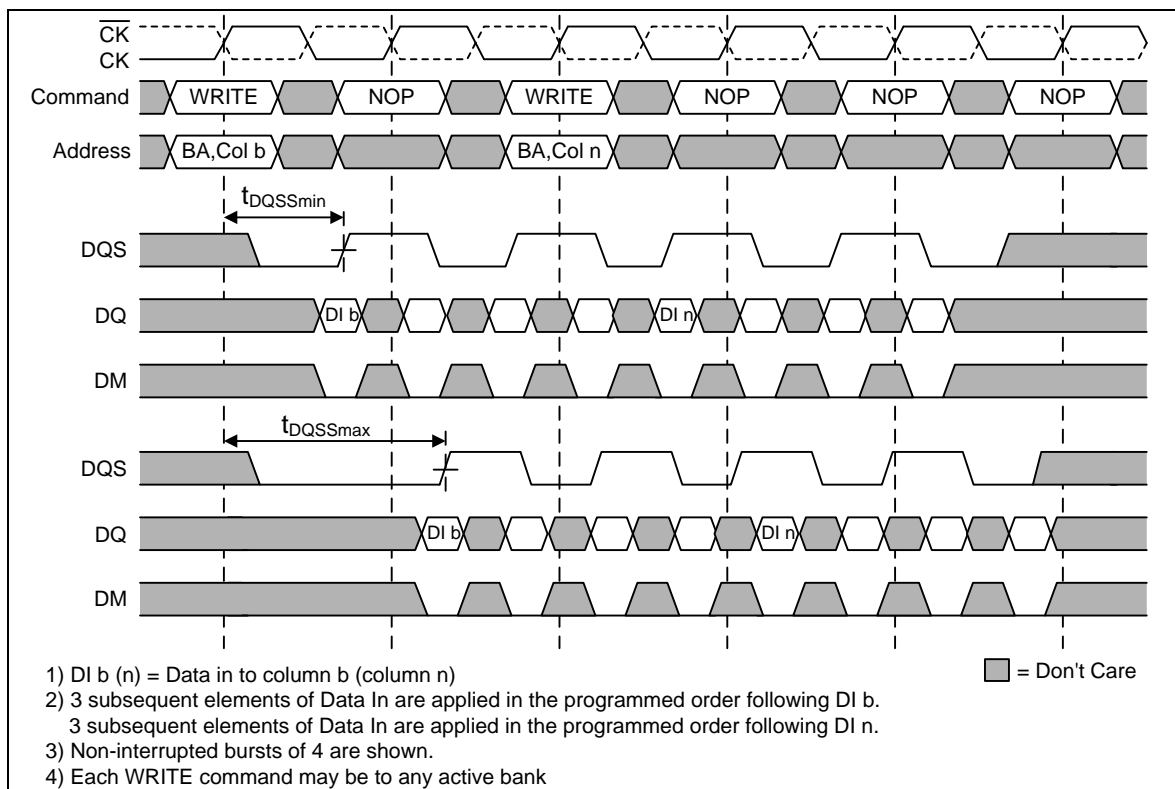 CK
CK
Command WRITE NOP WRITE NOP NOP NOP
Address BA,Col b BA,Col n
tDQSSmin
DQS
DQ DI b DI n
DM
tDQSSmax
DQS
DQ DI b DI n
DM
1) DI b (n) = Data in to column b (column n) = Don't Care
2) 3 subsequent elements of Data In are applied in the programmed order following DI b.
3 subsequent elements of Data In are applied in the programmed order following DI n.
3) Non-interrupted bursts of 4 are shown.
4) Each WRITE command may be to any active bank